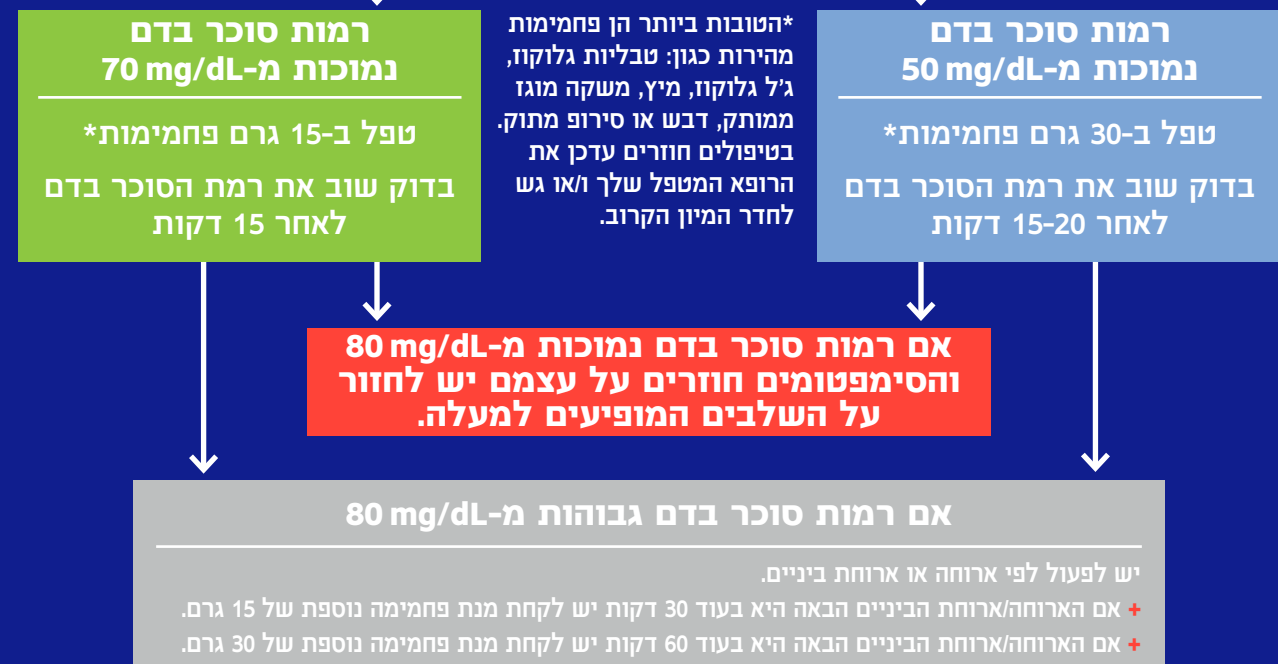 רמות סוכר בדם
נמוכות מ-50 mg/dL
טפל ב-30 גרם פחמימות*
בדוק שוב את רמת הסוכר בדם
לאחר 15-20 דקות
*הטובות ביותר הן פחמימות
מהירות כגון: טבליות גלוקוז,
ג'ל גלוקוז, מיץ, משקה מוגז
ממותק, דבש או סירופ מתוק.
בטיפולים חוזרים עדכן את
הרופא המטפל שלך ו/או גש
לחדר המיון הקרוב.
רמות סוכר בדם
נמוכות מ-70 mg/dL
טפל ב-15 גרם פחמימות*
בדוק שוב את רמת הסוכר בדם
לאחר 15 דקות
אם רמות סוכר בדם נמוכות מ-80 mg/dL
והסימפטומים חוזרים על עצמם יש לחזור
על השלבים המופיעים למעלה.
אם רמות סוכר בדם גבוהות מ-80 mg/dL
יש לפעול לפי ארוחה או ארוחת ביניים.
+ אם הארוחה/ארוחת הביניים הבאה היא בעוד 30 דקות יש לקחת מנת פחמימה נוספת של 15 גרם.
+ אם הארוחה/ארוחת הביניים הבאה היא בעוד 60 דקות יש לקחת מנת פחמימה נוספת של 30 גרם.